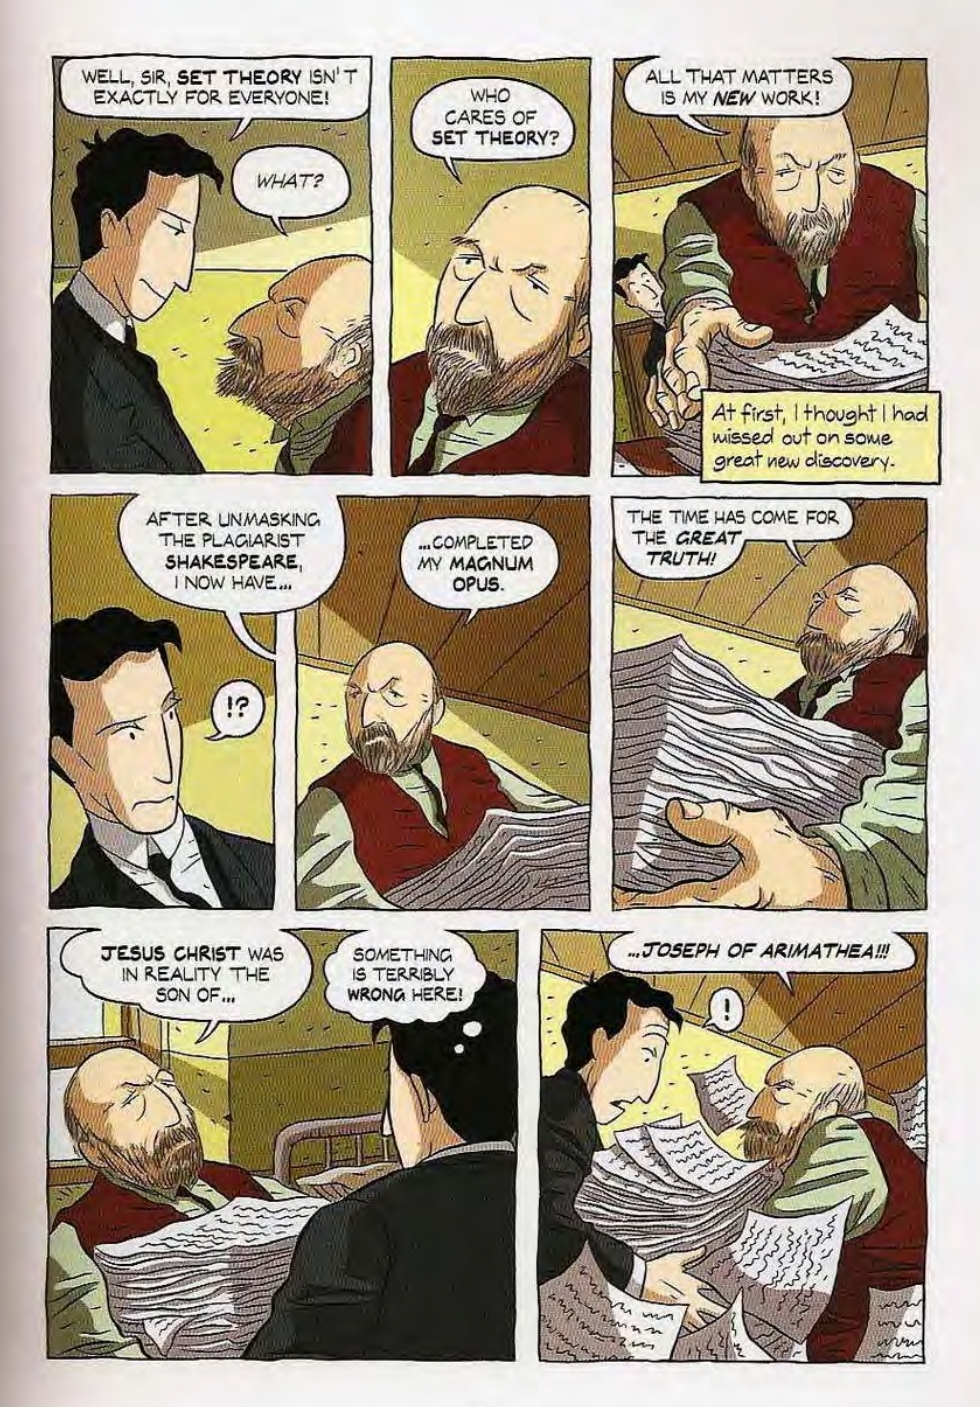 WELL, SIR, SET THEORY ISN'T
EXACTLY FOR EVERYONE!
WHAT?
WHO
CARES OF
SET THEORY?
ALL THAT MATTERS
IS MY NEW WORK!
At first, I thought I had
missed out on some
great new discovery.
AFTER UNMASKING
THE PLAGIARIST
SHAKESPEARE,
I NOW HAVE...
!?
...COMPLETED
MY MAGNUM
OPUS.
THE TIME HAS COME FOR
THE GREAT
TRUTH!
JESUS CHRIST WAS
IN REALITY THE
SON OF...
SOMETHING
IS TERRIBLY
WRONG HERE!
...JOSEPH OF ARIMATHEA!!!
!